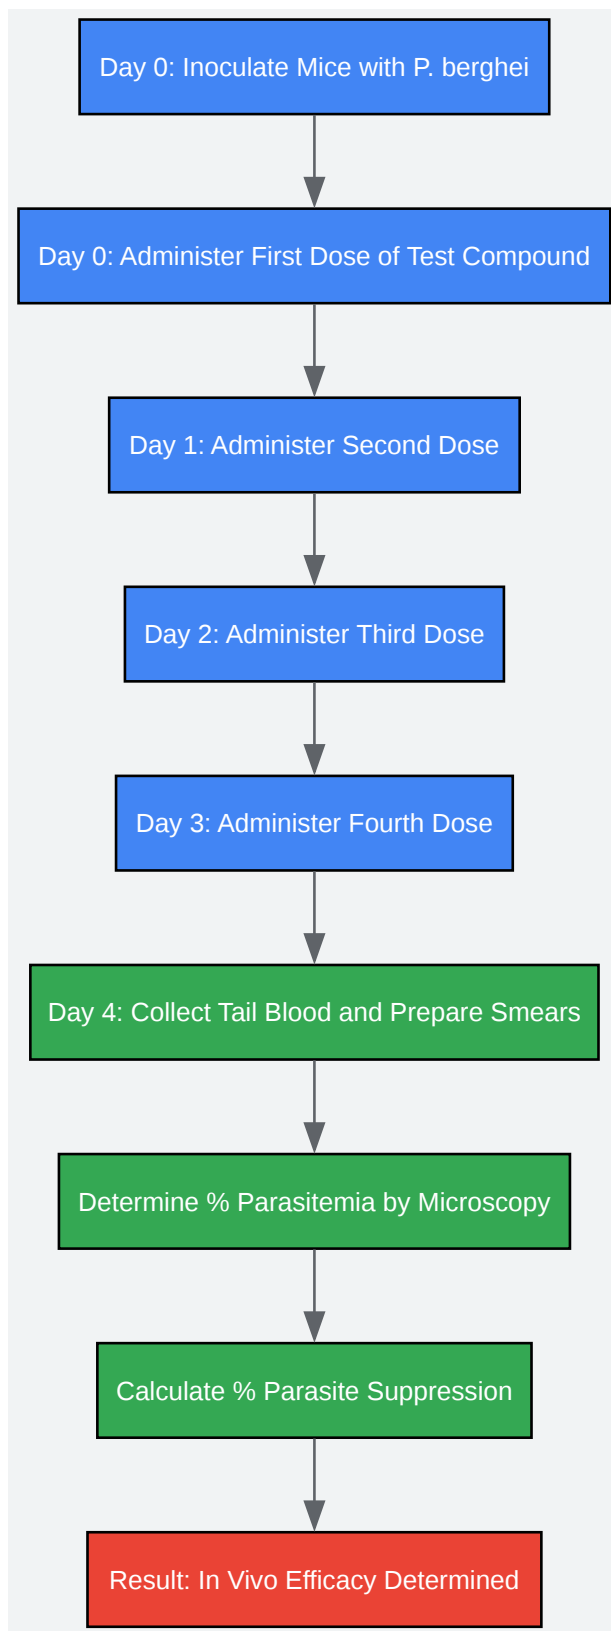 Day 0: Inoculate Mice with P. berghei
Day 0: Administer First Dose of Test Compound
Day 1: Administer Second Dose
Day 2: Administer Third Dose
Day 3: Administer Fourth Dose
Day 4: Collect Tail Blood and Prepare Smears
Determine % Parasitemia by Microscopy
Calculate % Parasite Suppression
Result: In Vivo Efficacy Determined